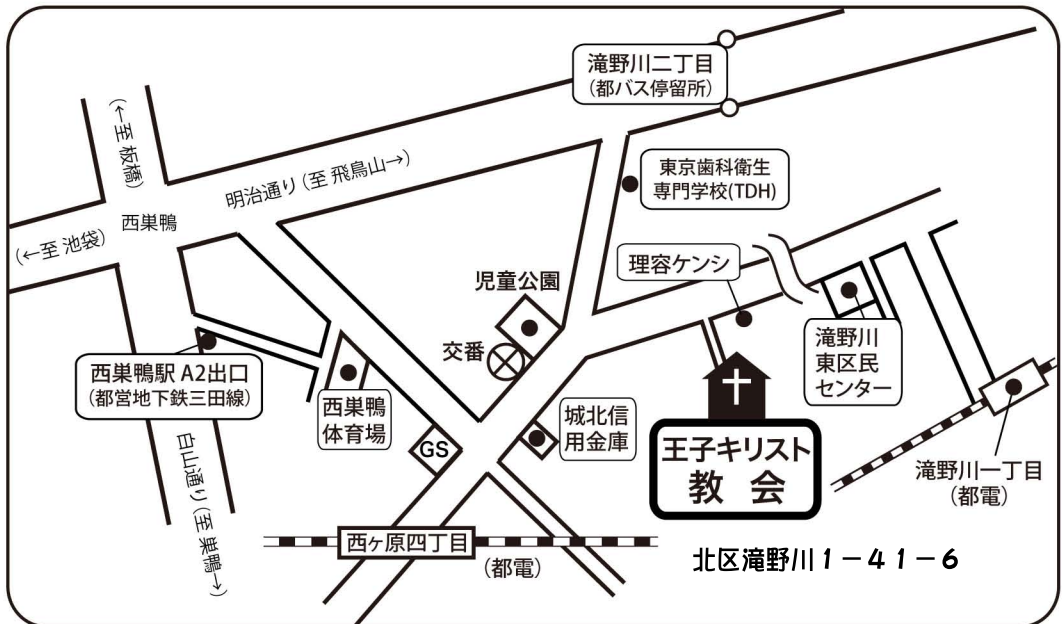 滝野川二丁目
(都バス停留所)
(←至 板橋)
明治通り(至 飛鳥山→)
東京歯科衛生
専門学校(TDH)
西巣鴨
(←至 池袋)
理容ケンシ
児童公園
交番
滝野川
東区民
センター
西巣鴨駅 A2出口
(都営地下鉄三田線)
西巣鴨
体育場
城北信
用金庫
GS
王子キリスト
教会
滝野川一丁目
(都電)
白山通り(至 巣鴨→)
西ヶ原四丁目
(都電)
北区滝野川1-41-6